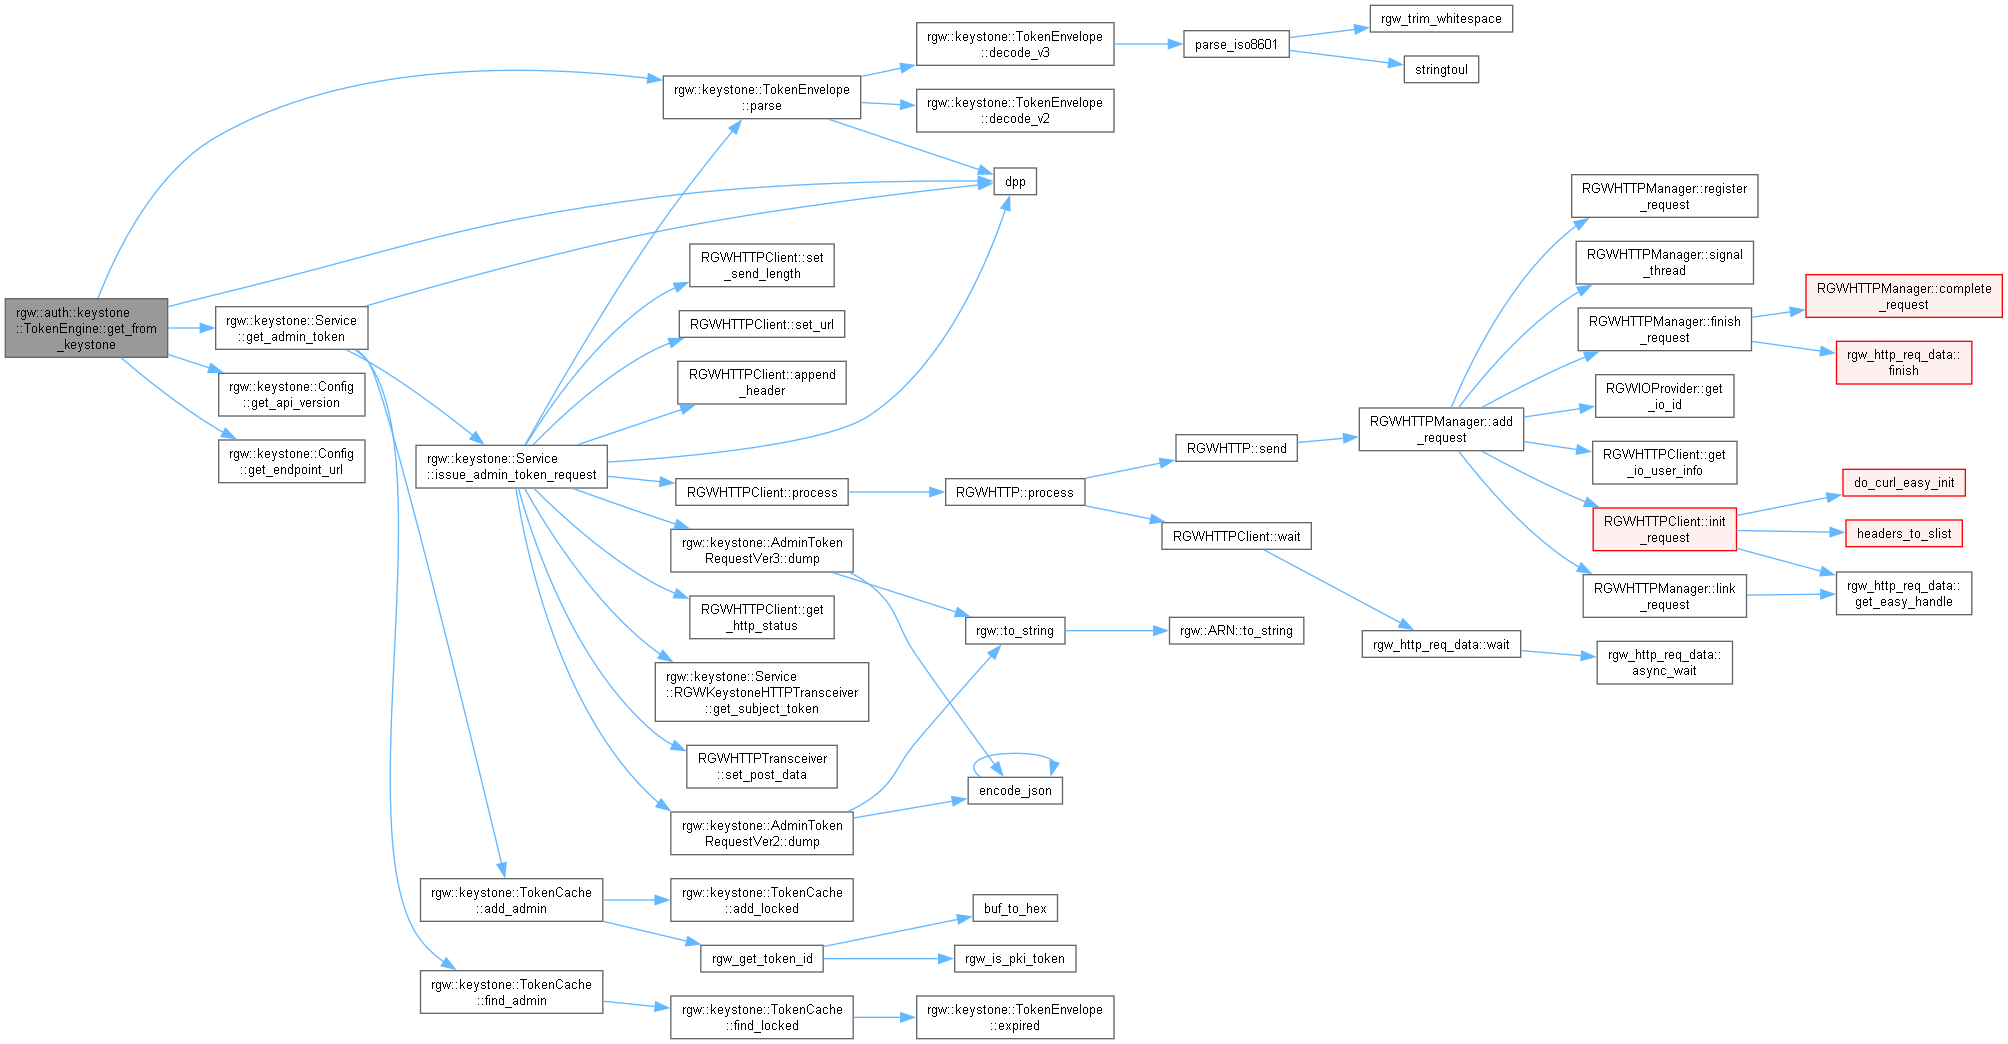 rgw::auth::keystone
::TokenEngine::get_from
_keystone
rgw::keystone::Service
::get_admin_token
rgw::keystone::Config
::get_api_version
rgw::keystone::Config
::get_endpoint_url
rgw::keystone::Service
::issue_admin_token_request
rgw::keystone::TokenCache
::add_admin
rgw::keystone::TokenCache
::find_admin
rgw::keystone::TokenEnvelope
::parse
RGWHTTPClient::set
_send_length
RGWHTTPClient::set_url
RGWHTTPClient::append
_header
RGWHTTPClient::process
rgw::keystone::AdminToken
RequestVer3::dump
RGWHTTPClient::get
_http_status
rgw::keystone::Service
::RGWKeystoneHTTPTransceiver
::get_subject_token
RGWHTTPTransceiver
::set_post_data
rgw::keystone::AdminToken
RequestVer2::dump
rgw::keystone::TokenCache
::add_locked
rgw_get_token_id
rgw::keystone::TokenCache
::find_locked
rgw::keystone::TokenEnvelope
::decode_v3
rgw::keystone::TokenEnvelope
::decode_v2
dpp
RGWHTTP::process
rgw::to_string
encode_json
buf_to_hex
rgw_is_pki_token
rgw::keystone::TokenEnvelope
::expired
parse_iso8601
RGWHTTP::send
RGWHTTPClient::wait
rgw::ARN::to_string
rgw_trim_whitespace
stringtoul
RGWHTTPManager::add
_request
rgw_http_req_data::wait
RGWHTTPManager::register
_request
RGWHTTPManager::signal
_thread
RGWHTTPManager::finish
_request
RGWIOProvider::get
_io_id
RGWHTTPClient::get
_io_user_info
RGWHTTPClient::init
_request
RGWHTTPManager::link
_request
rgw_http_req_data::
async_wait
RGWHTTPManager::complete
_request
rgw_http_req_data::
finish
do_curl_easy_init
headers_to_slist
rgw_http_req_data::
get_easy_handle